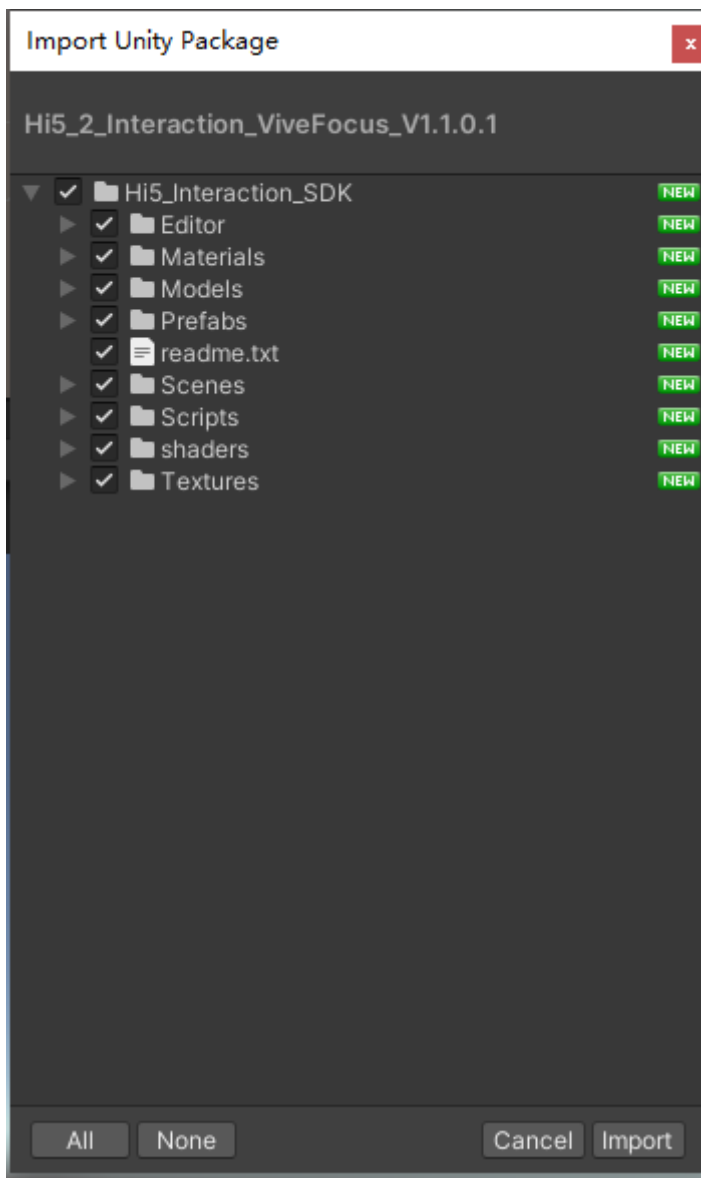 Import Unity Package
x
Hi5_2_Interaction_ViveFocus_V1.1.0.1
Hi5_Interaction_SDK NEW
Editor NEW
Materials NEW
Models NEW
Prefabs NEW
readme.txt NEW
Scenes NEW
Scripts NEW
shaders NEW
Textures NEW
All None Cancel Import